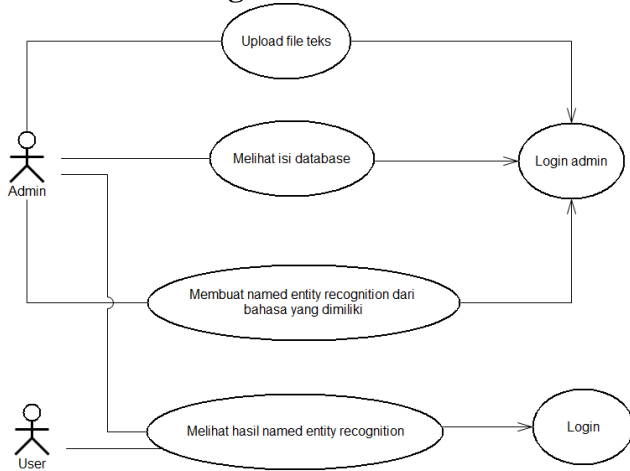 Upload file teks
Melihat isi database
Login admin
Admin
Membuat named entity recognition dari
bahasa yang dimiliki
Melihat hasil named entity recognition
Login
User